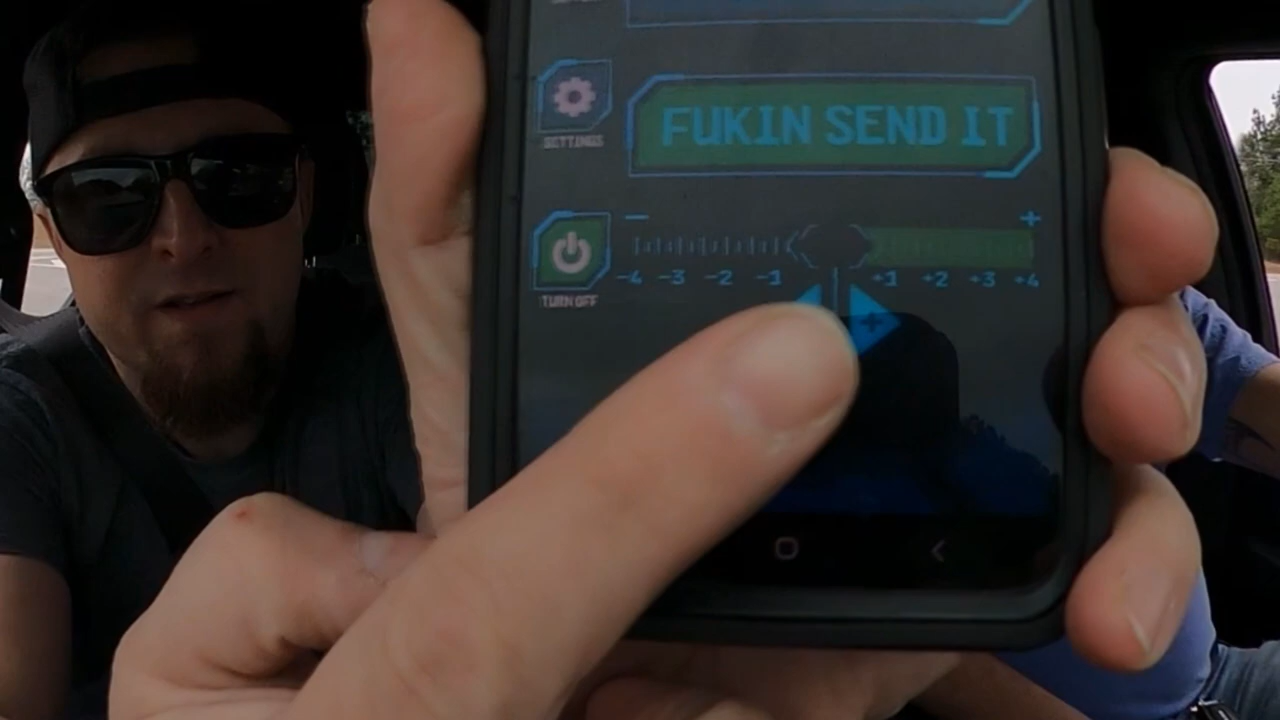 FUKIN SEND IT
SETTINGS
− +
-4 -3 -2 -1 +1 +2 +3 +4
+
TURN OFF